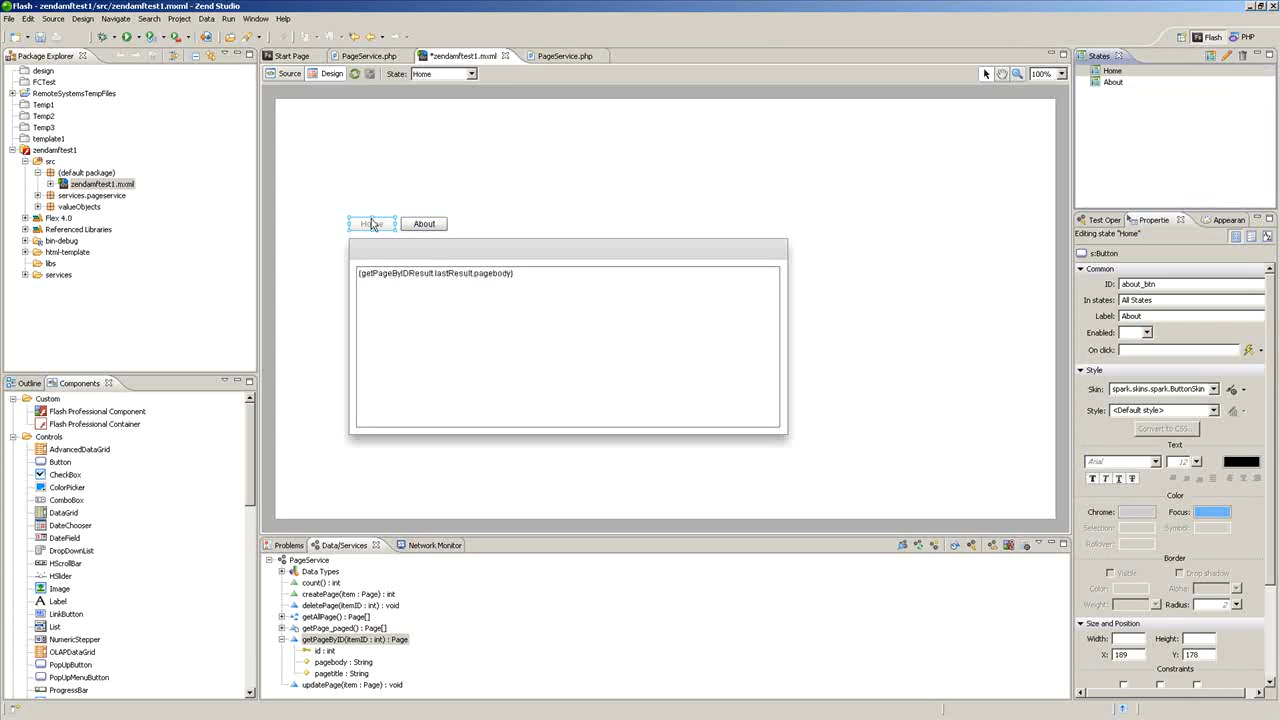 Flash - zendamftest1/src/zendamftest1.mxml - Zend Studio
File Edit Source Design Navigate Search Project Data Run Window Help
Flash PHP
Package Explorer
design
FCTest
RemoteSystemsTempFiles
Temp1
Temp2
Temp3
template1
zendamftest1
src
(default package)
zendamftest1.mxml
services.pageservice
valueObjects
Flex 4.0
Referenced Libraries
bin-debug
html-template
libs
services
Outline Components
Custom
Flash Professional Component
Flash Professional Container
Controls
AdvancedDataGrid
Button
CheckBox
ColorPicker
ComboBox
DataGrid
DateChooser
DateField
DropDownList
HScrollBar
HSlider
Image
Label
LinkButton
List
NumericStepper
OLAPDataGrid
PopUpButton
PopUpMenuButton
ProgressBar
Start Page PageService.php *zendamftest1.mxml PageService.php
Source Design State: Home 100%
About
{getPageByIDResult.lastResult.pagebody}
Problems Data/Services Network Monitor
PageService
Data Types
count() : int
createPage(item : Page) : int
deletePage(itemID : int) : void
getAllPage() : Page[]
getPage_paged() : Page[]
getPageByID(itemID : int) : Page
id : int
pagebody : String
pagetitle : String
updatePage(item : Page) : void
States
Home
About
Test Oper Propertie Appearan
Editing state "Home"
s:Button
Common
ID: about_btn
In states: All States
Label: About
Enabled:
On click:
Style
Skin: spark.skins.spark.ButtonSkin
Style: <Default style>
Convert to CSS...
Text
Arial 12
T T T T
Color
Chrome: Focus:
Selection: Symbol:
Rollover:
Border
Visible Drop shadow
Color: Alpha:
Weight: Radius: 2
Size and Position
Width: Height:
X: 189 Y: 178
Constraints